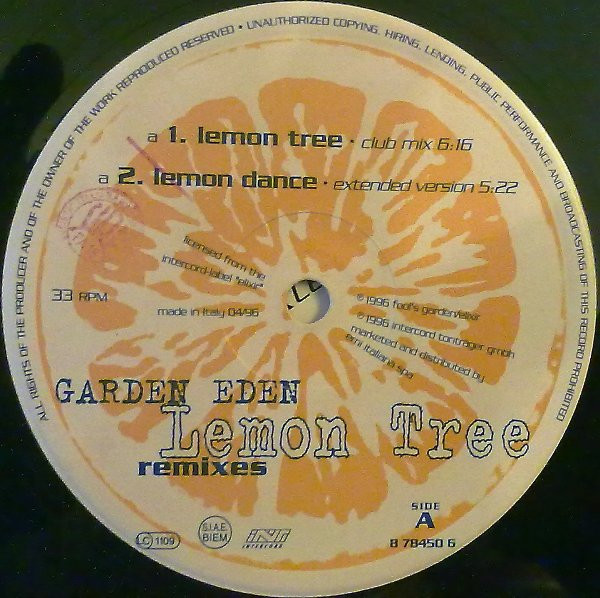 ALL RIGHTS OF THE PRODUCER AND OF THE OWNER OF THE WORK REPRODUCED RESERVED • UNAUTHORIZED COPYING, HIRING, LENDING, PUBLIC PERFORMANCE AND BROADCASTING OF THIS RECORD PROHIBITED
a 1. lemon tree • club mix 6:16
a 2. lemon dance • extended version 5:22
licensed from the
intercord-label "elixir"
33 RPM
made in Italy 04/96
℗ 1996 fool's garden/elixir
© 1996 intercord tonträger gmbh
marketed and distributed by
emi italiana spa
GARDEN EDEN
Lemon Tree
remixes
SIDE
A
8 78450 6
LC 1109
S.I.A.E.
BIEM
INT
INTERCORD